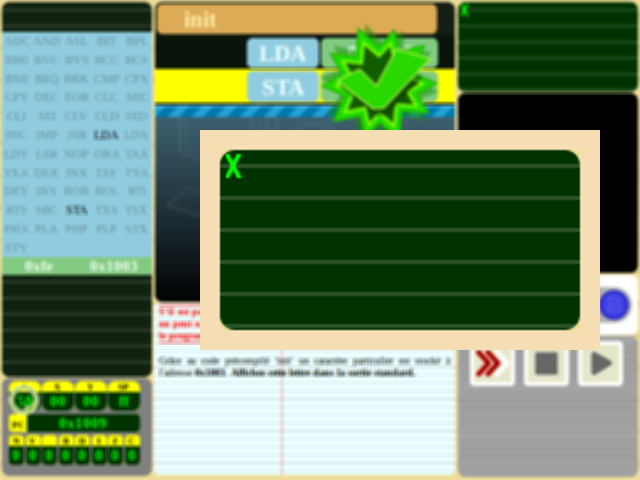 init
X
LDA
STA
ADC AND ASL BIT BPL
BMI BVC BVS BCC BCS
BNE BEQ BRK CMP CPX
CPY DEC EOR CLC SEC
CLI SEI CLV CLD SED
INC JMP JSR LDA LDX
LDY LSR NOP ORA TAX
TXA DEX INX TAY TYA
DEY INY ROR ROL RTI
RTS SBC STA TXS TSX
PHA PLA PHP PLP STX
STY
0xfe 0x1003
X
Grâce au code précompilé 'init' un caractère particulier est stocké à
l'adresse 0x1003. Affichez cette lettre dans la sortie standard.
X Y SP
00 00 ff
PC 0x1009
N V B D I Z C
0 0 0 0 0 0 0 0